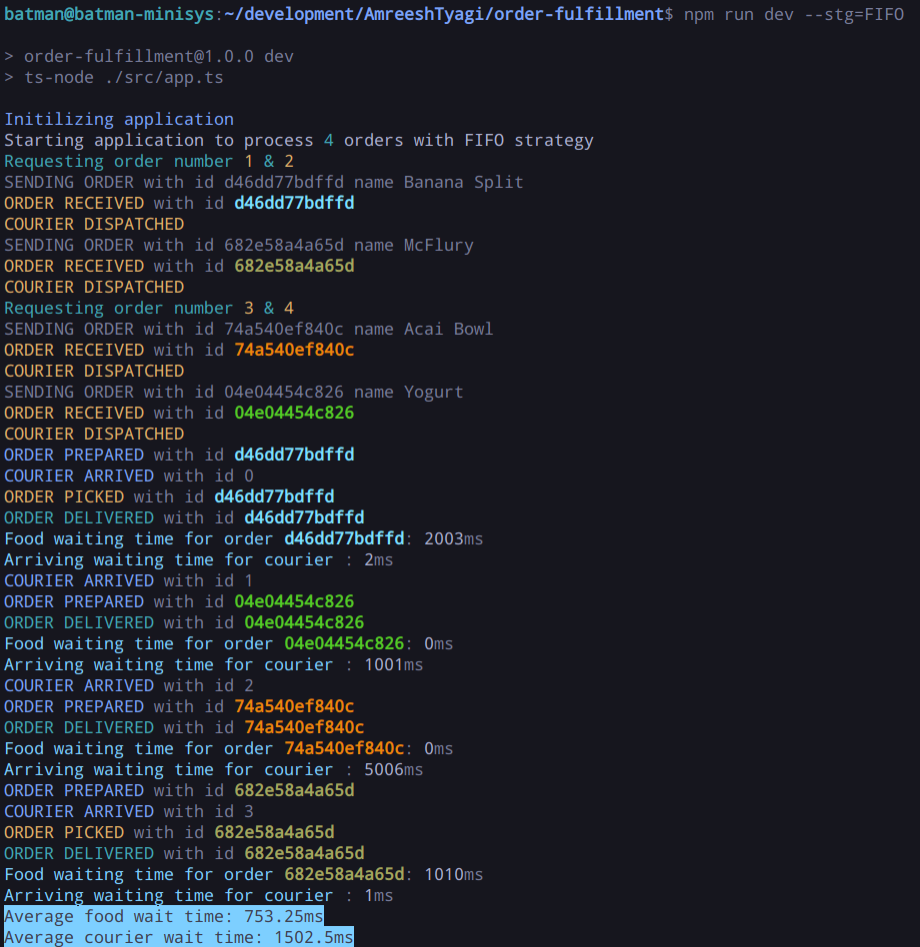 batman@batman-minisys:~/development/AmreeshTyagi/order-fulfillment$ npm run dev --stg=FIFO
> order-fulfillment@1.0.0 dev
> ts-node ./src/app.ts
Initilizing application
Starting application to process 4 orders with FIFO strategy
Requesting order number 1 & 2
SENDING ORDER with id d46dd77bdffd name Banana Split
ORDER RECEIVED with id d46dd77bdffd
COURIER DISPATCHED
SENDING ORDER with id 682e58a4a65d name McFlury
ORDER RECEIVED with id 682e58a4a65d
COURIER DISPATCHED
Requesting order number 3 & 4
SENDING ORDER with id 74a540ef840c name Acai Bowl
ORDER RECEIVED with id 74a540ef840c
COURIER DISPATCHED
SENDING ORDER with id 04e04454c826 name Yogurt
ORDER RECEIVED with id 04e04454c826
COURIER DISPATCHED
ORDER PREPARED with id d46dd77bdffd
COURIER ARRIVED with id 0
ORDER PICKED with id d46dd77bdffd
ORDER DELIVERED with id d46dd77bdffd
Food waiting time for order d46dd77bdffd: 2003ms
Arriving waiting time for courier : 2ms
COURIER ARRIVED with id 1
ORDER PREPARED with id 04e04454c826
ORDER DELIVERED with id 04e04454c826
Food waiting time for order 04e04454c826: 0ms
Arriving waiting time for courier : 1001ms
COURIER ARRIVED with id 2
ORDER PREPARED with id 74a540ef840c
ORDER DELIVERED with id 74a540ef840c
Food waiting time for order 74a540ef840c: 0ms
Arriving waiting time for courier : 5006ms
ORDER PREPARED with id 682e58a4a65d
COURIER ARRIVED with id 3
ORDER PICKED with id 682e58a4a65d
ORDER DELIVERED with id 682e58a4a65d
Food waiting time for order 682e58a4a65d: 1010ms
Arriving waiting time for courier : 1ms
Average food wait time: 753.25ms
Average courier wait time: 1502.5ms